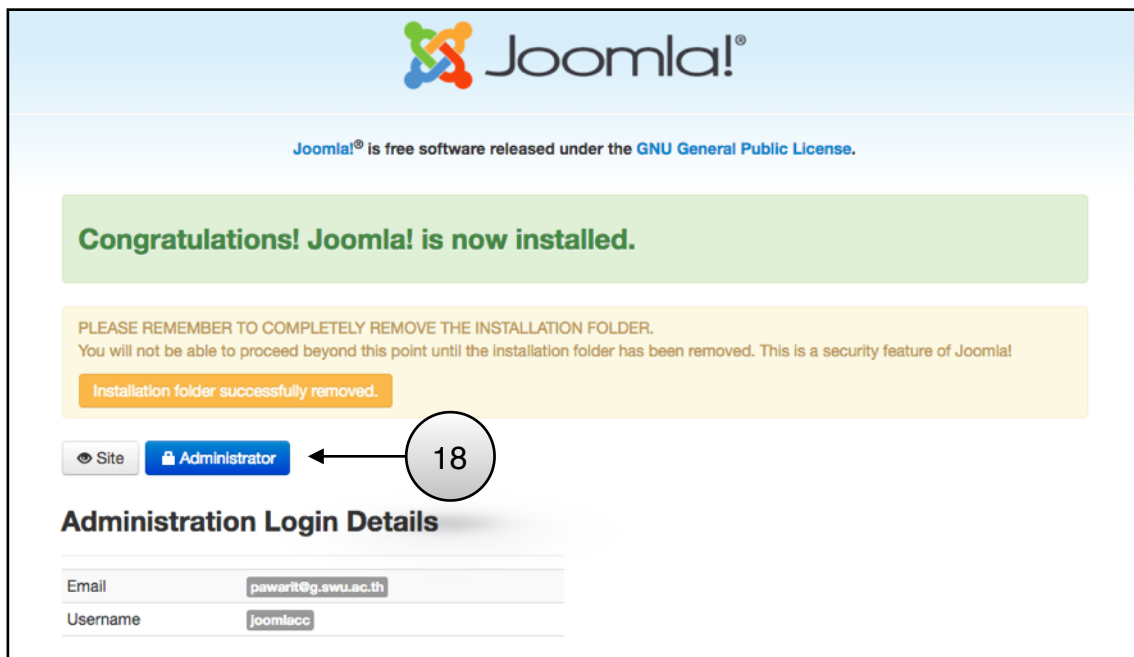 Joomla!®
Joomla!® is free software released under the GNU General Public License.
Congratulations! Joomla! is now installed.
PLEASE REMEMBER TO COMPLETELY REMOVE THE INSTALLATION FOLDER.
You will not be able to proceed beyond this point until the installation folder has been removed. This is a security feature of Joomla!
Installation folder successfully removed.
Site Administrator 18
Administration Login Details
Email pawarit@g.swu.ac.th
Username joomlacc